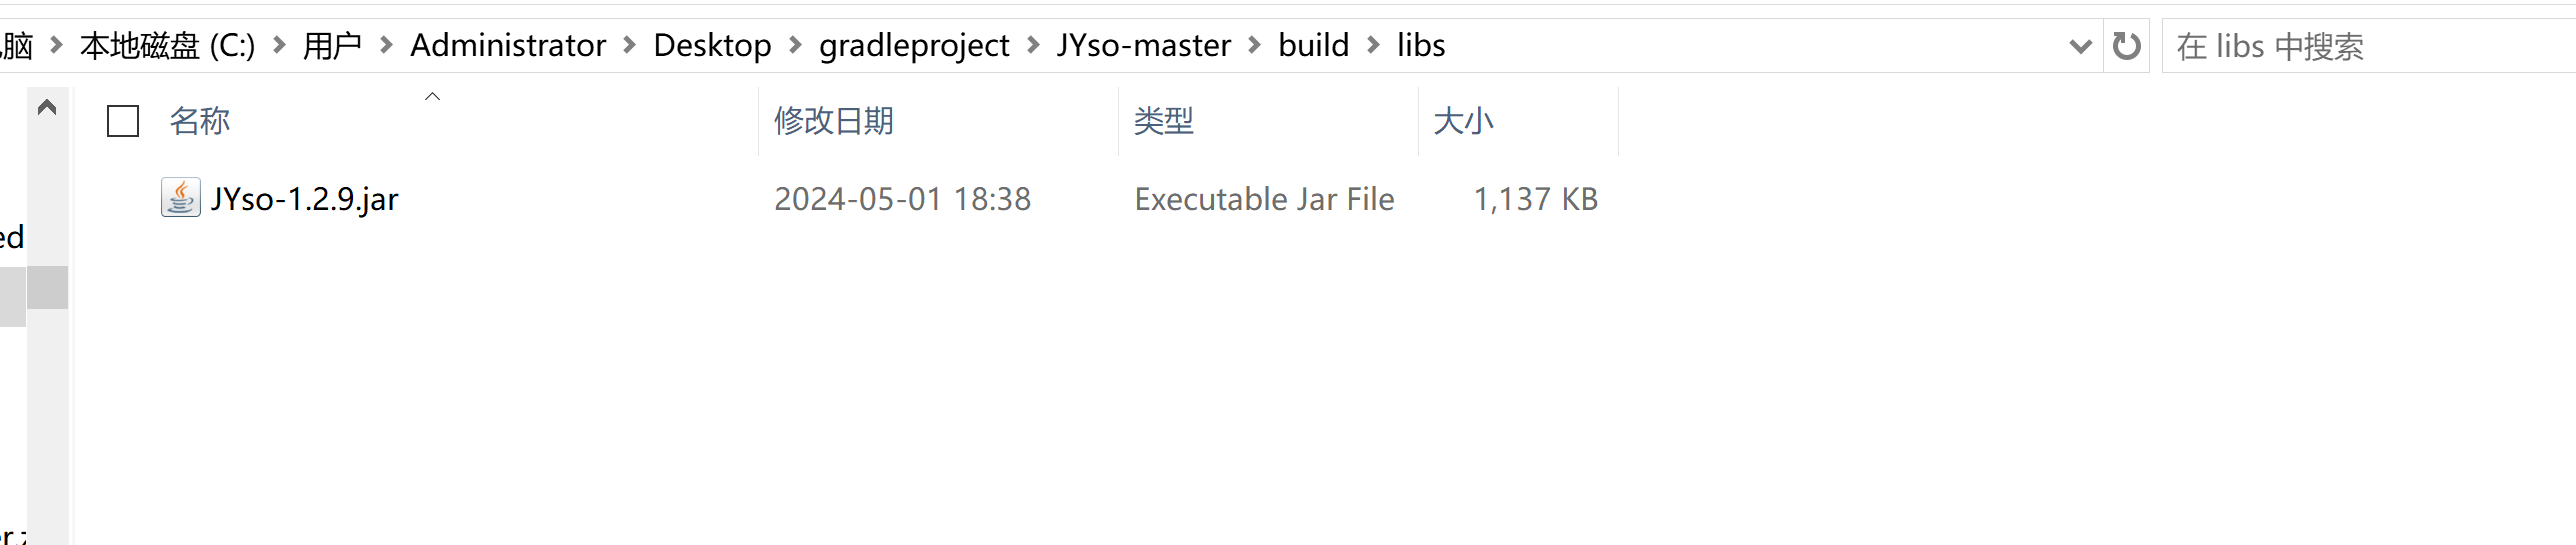 脑 > 本地磁盘 (C:) > 用户 > Administrator > Desktop > gradleproject > JYso-master > build > libs 在 libs 中搜索
名称 修改日期 类型 大小
JYso-1.2.9.jar 2024-05-01 18:38 Executable Jar File 1,137 KB
ed